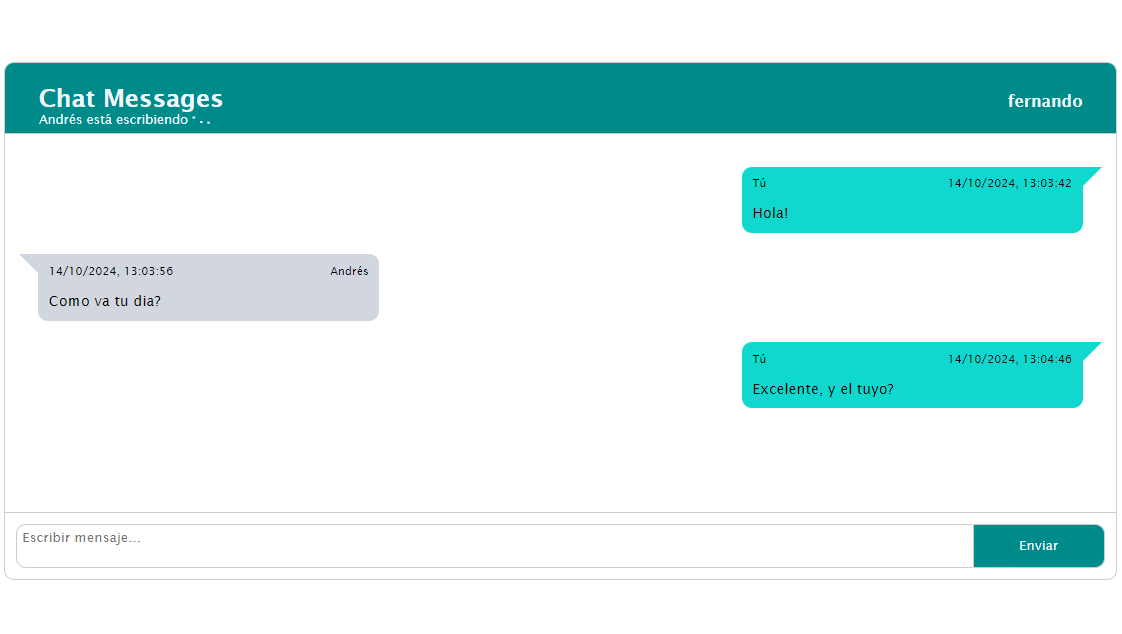 Chat Messages
Andrés está escribiendo . . .
fernando
Tú 14/10/2024, 13:03:42
Hola!
14/10/2024, 13:03:56 Andrés
Como va tu dia?
Tú 14/10/2024, 13:04:46
Excelente, y el tuyo?
Escribir mensaje...
Enviar